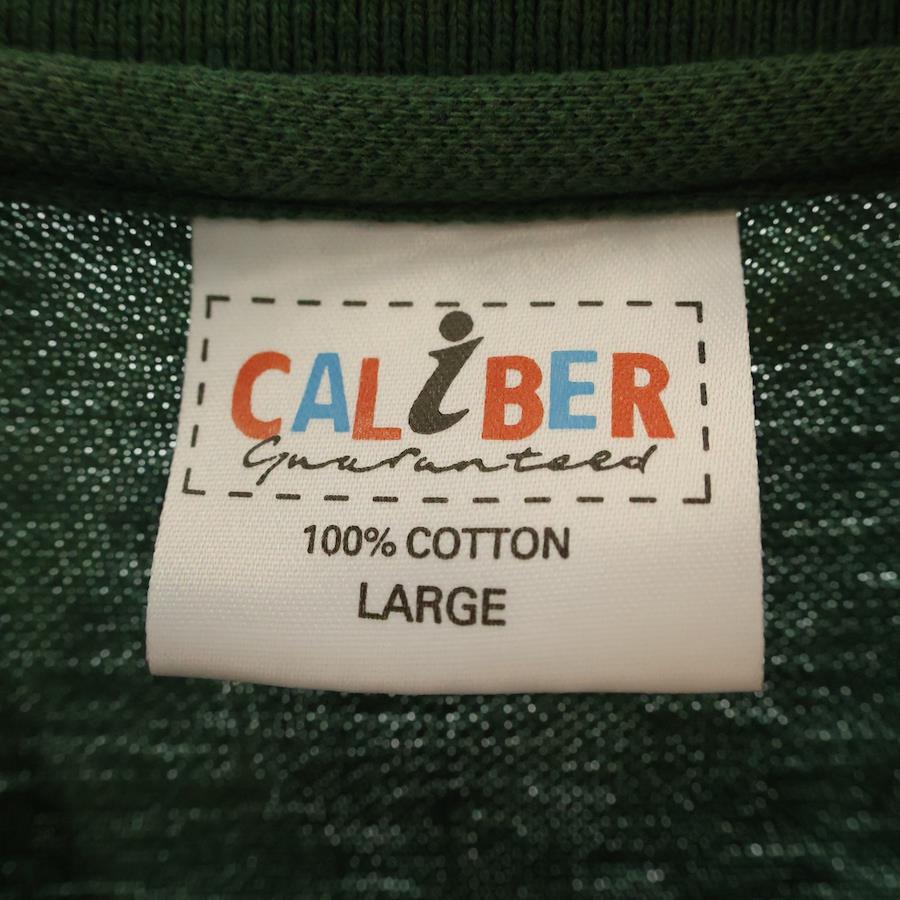 CALiBER
Guaranteed
100% COTTON
LARGE